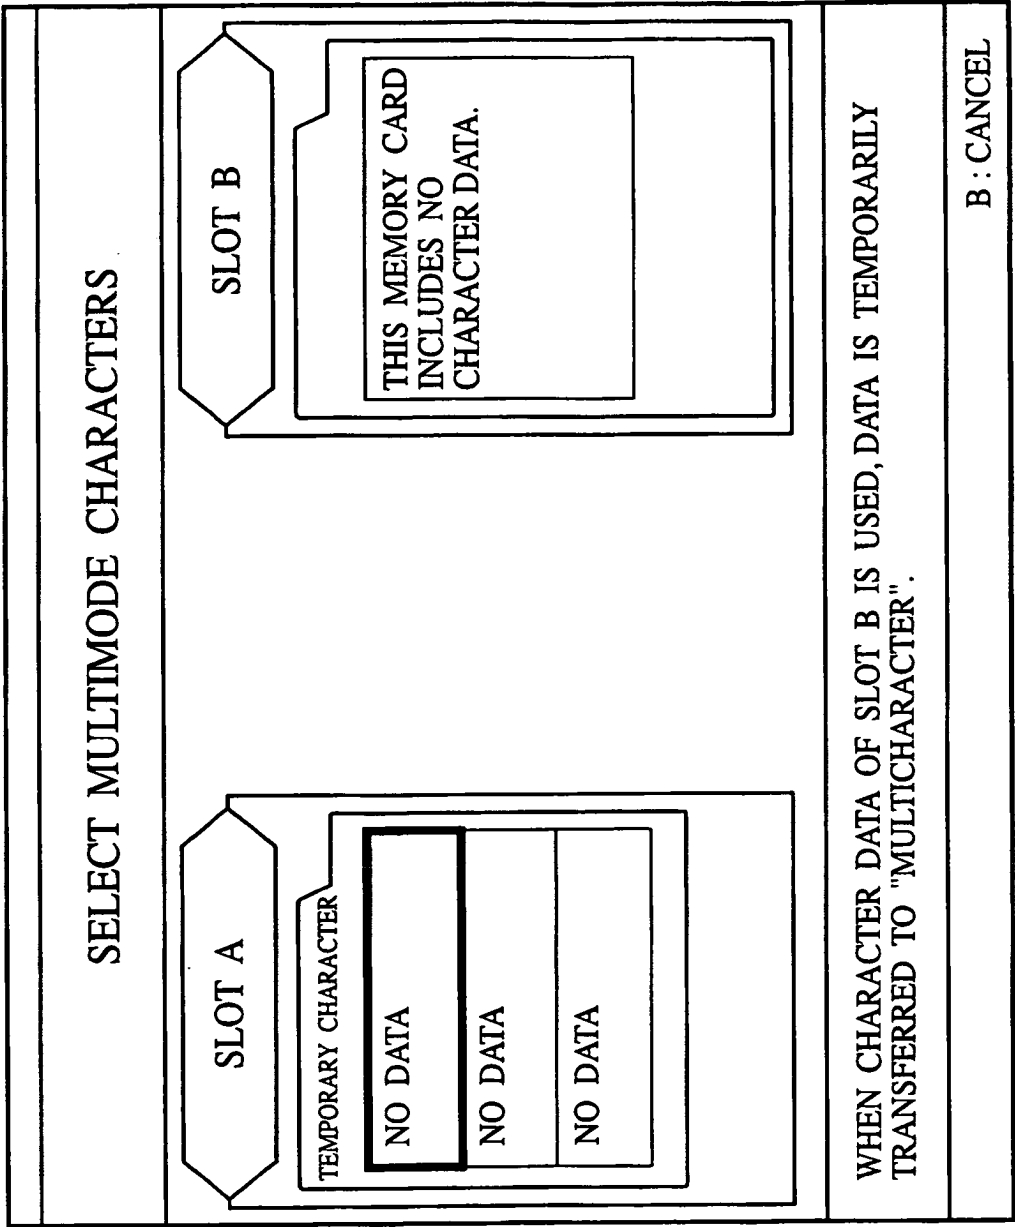 SELECT MULTIMODE CHARACTERS
SLOT A
TEMPORARY CHARACTER
NO DATA
NO DATA
NO DATA
SLOT B
THIS MEMORY CARD
INCLUDES NO
CHARACTER DATA.
WHEN CHARACTER DATA OF SLOT B IS USED, DATA IS TEMPORARILY
TRANSFERRED TO "MULTICHARACTER".
B : CANCEL